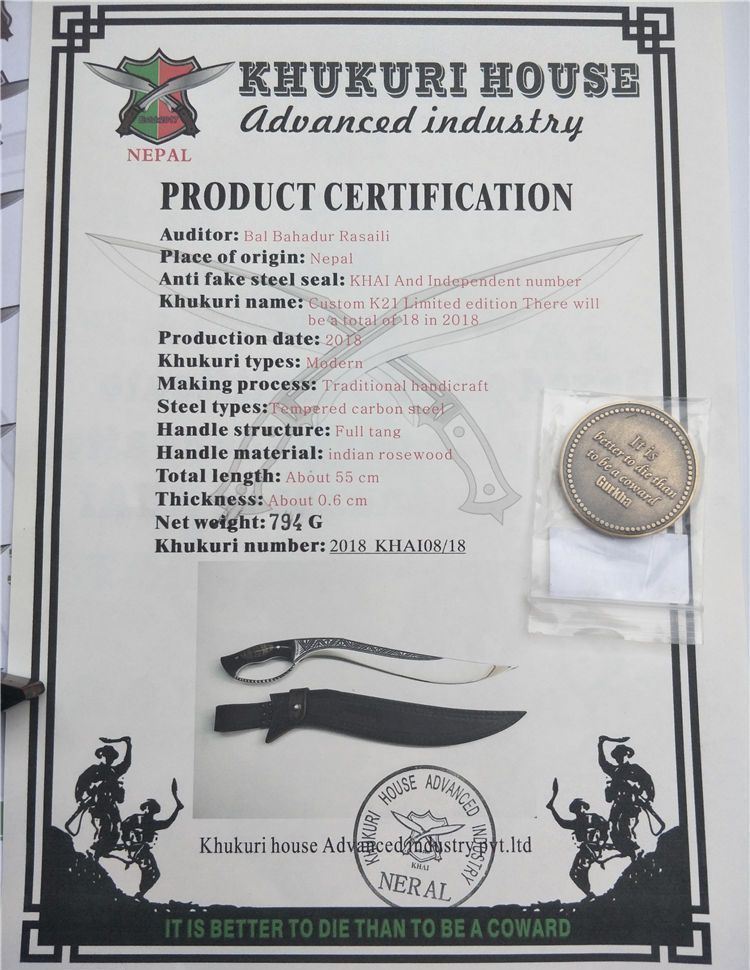 KHUKURI HOUSE
Advanced industry
Estd:2017
NEPAL
PRODUCT CERTIFICATION
Auditor: Bal Bahadur Rasaili
Place of origin: Nepal
Anti fake steel seal: KHAI And Independent number
Khukuri name: Custom K21 Limited edition There will
be a total of 18 in 2018
Production date: 2018
Khukuri types: Modern
Making process: Traditional handicraft
Steel types: Tempered carbon steel
Handle structure: Full tang
Handle material: indian rosewood
Total length: About 55 cm
Thickness: About 0.6 cm
Net weight: 794 G
Khukuri number: 2018 KHAI08/18
It is
better to die than
to be a coward
Gurkha
Khukuri house Advanced industry pvt.ltd
KHUKURI HOUSE ADVANCED INDUSTRY
KHAI
NERAL
IT IS BETTER TO DIE THAN TO BE A COWARD